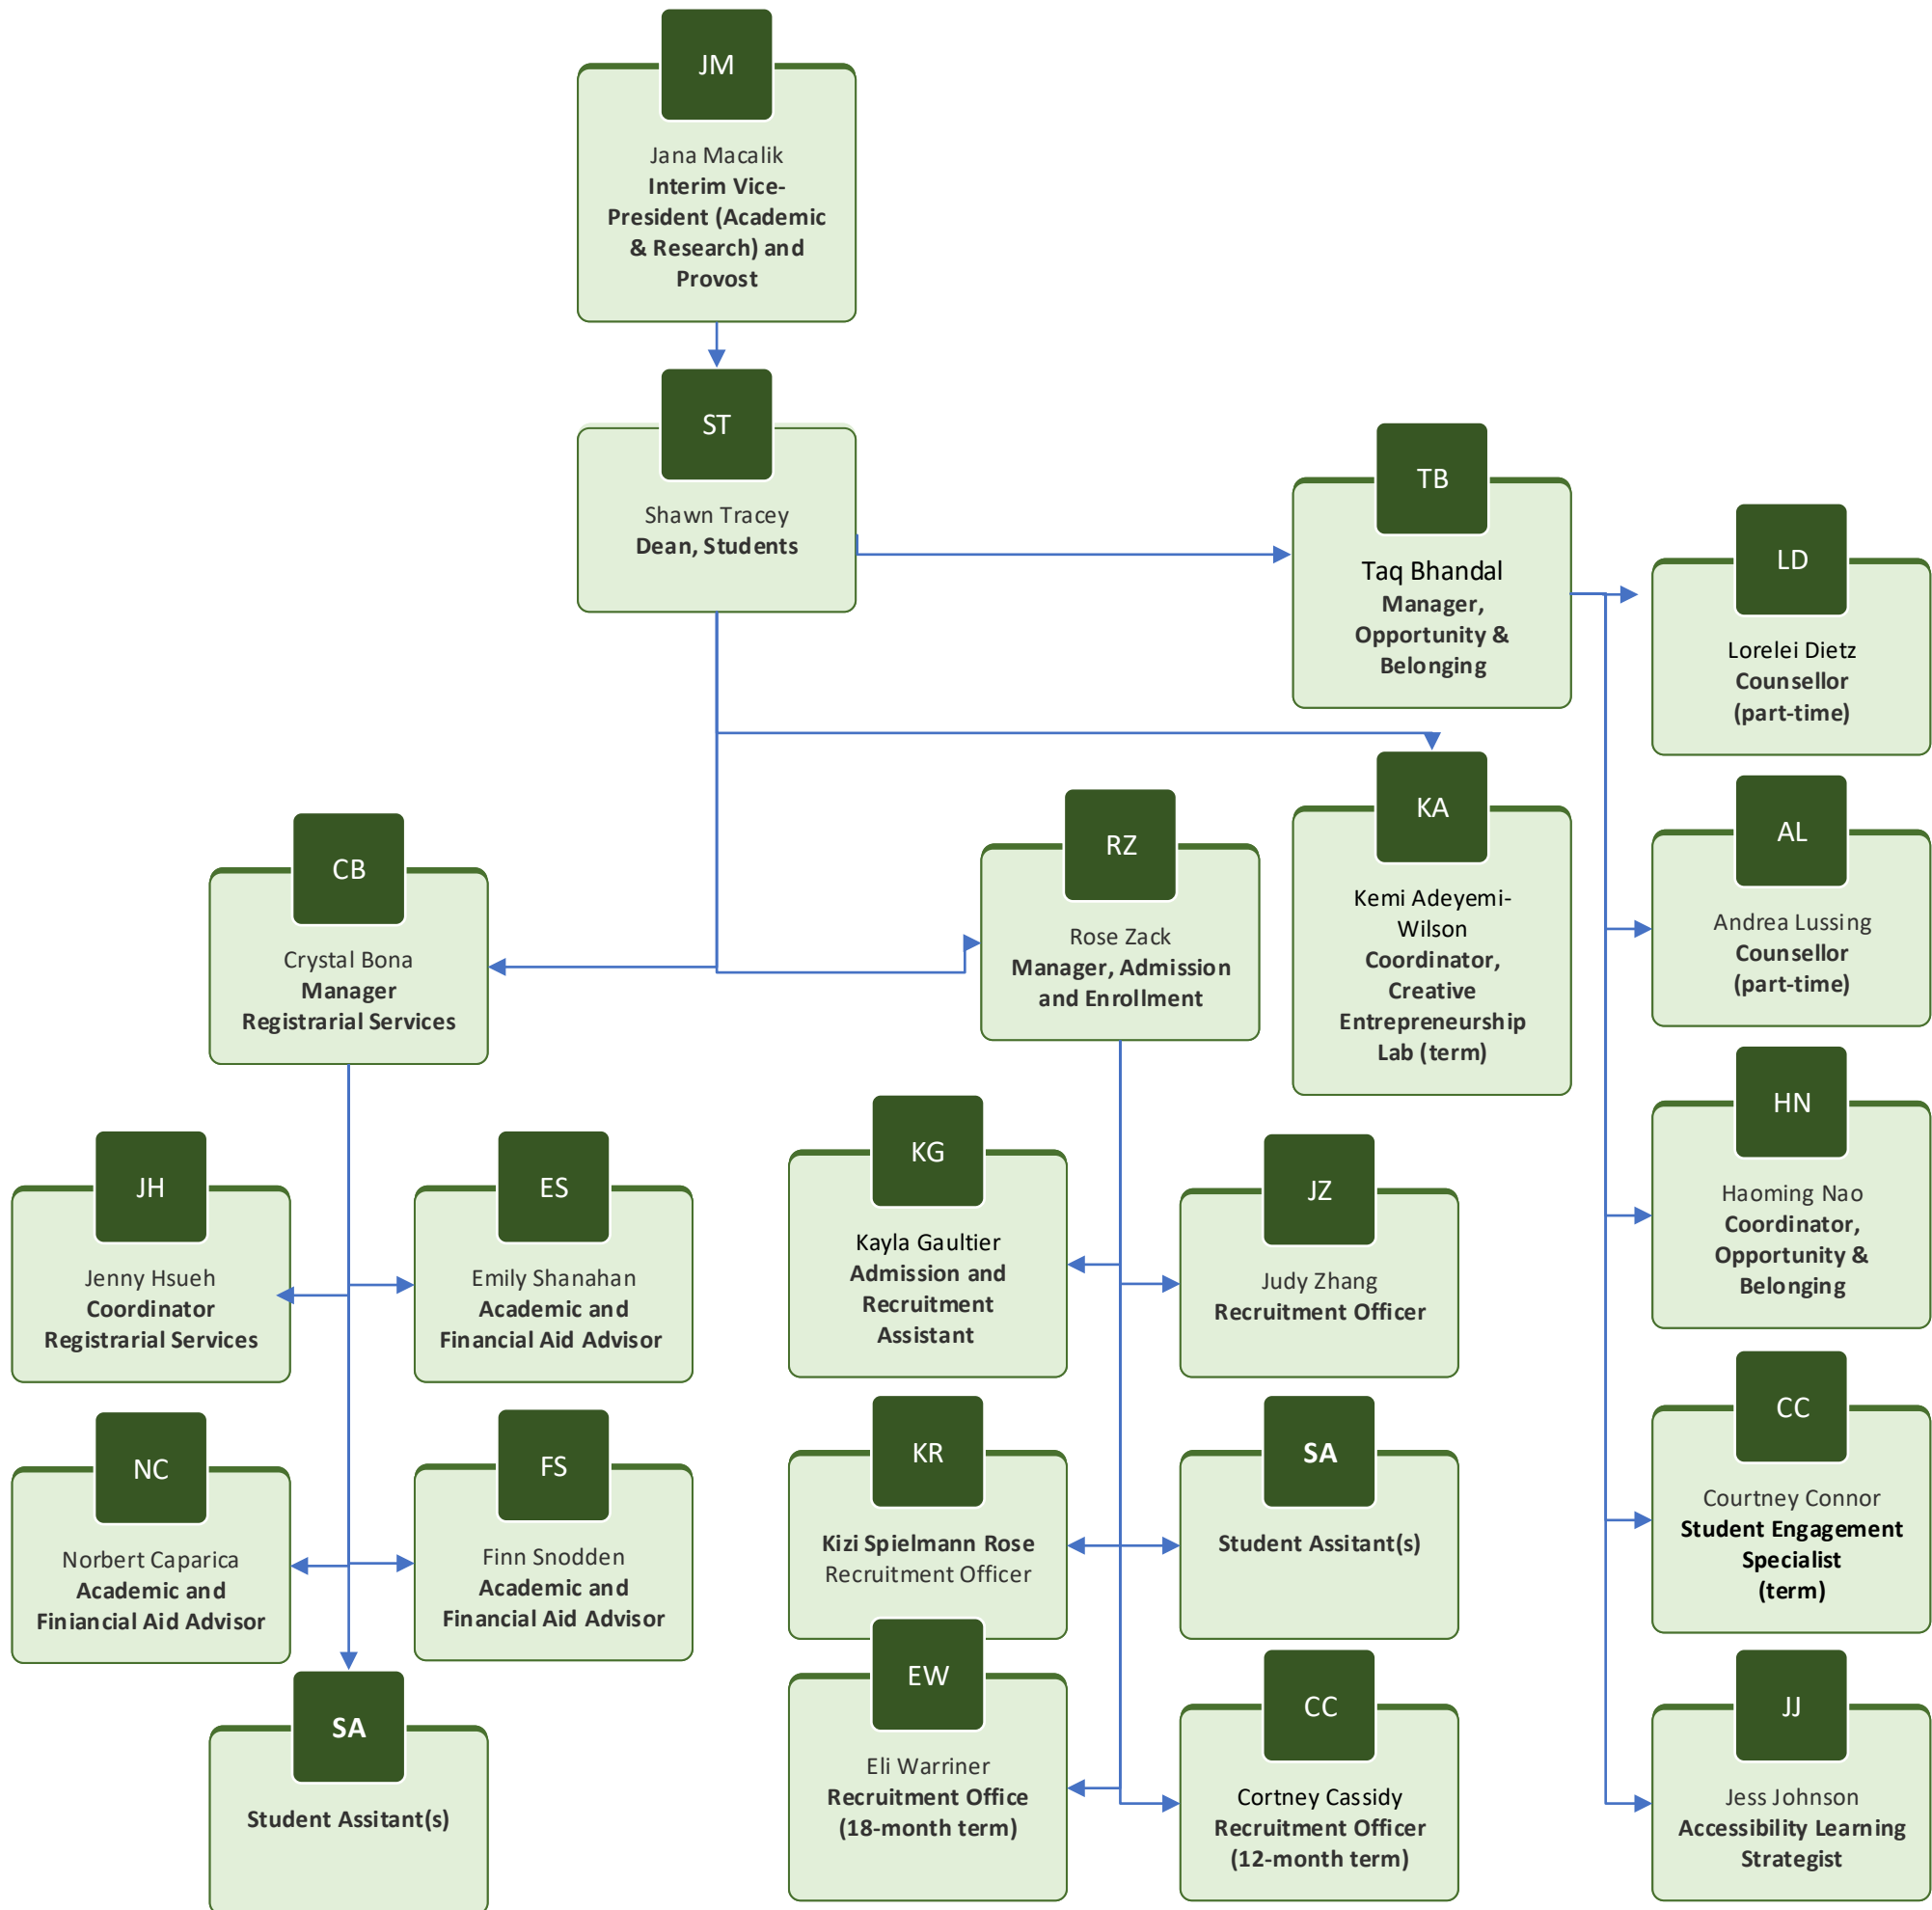 JM
Jana Macalik
Interim Vice-
President (Academic
& Research) and
Provost
ST
Shawn Tracey
Dean, Students
TB
Taq Bhandal
Manager,
Opportunity &
Belonging
LD
Lorelei Dietz
Counsellor
(part-time)
AL
Andrea Lussing
Counsellor
(part-time)
HN
Haoming Nao
Coordinator,
Opportunity &
Belonging
CC
Courtney Connor
Student Engagement
Specialist
(term)
JJ
Jess Johnson
Accessibility Learning
Strategist
KA
Kemi Adeyemi-
Wilson
Coordinator,
Creative
Entrepreneurship
Lab (term)
CB
Crystal Bona
Manager
Registrarial Services
JH
Jenny Hsueh
Coordinator
Registrarial Services
ES
Emily Shanahan
Academic and
Financial Aid Advisor
NC
Norbert Caparica
Academic and
Finiancial Aid Advisor
FS
Finn Snodden
Academic and
Financial Aid Advisor
SA
Student Assitant(s)
RZ
Rose Zack
Manager, Admission
and Enrollment
KG
Kayla Gaultier
Admission and
Recruitment
Assistant
JZ
Judy Zhang
Recruitment Officer
KR
Kizi Spielmann Rose
Recruitment Officer
SA
Student Assitant(s)
EW
Eli Warriner
Recruitment Office
(18-month term)
CC
Cortney Cassidy
Recruitment Officer
(12-month term)